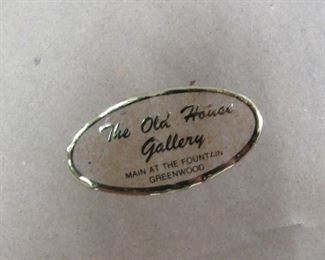 The Old House
Gallery
MAIN AT THE FOUNTAIN
GREENWOOD